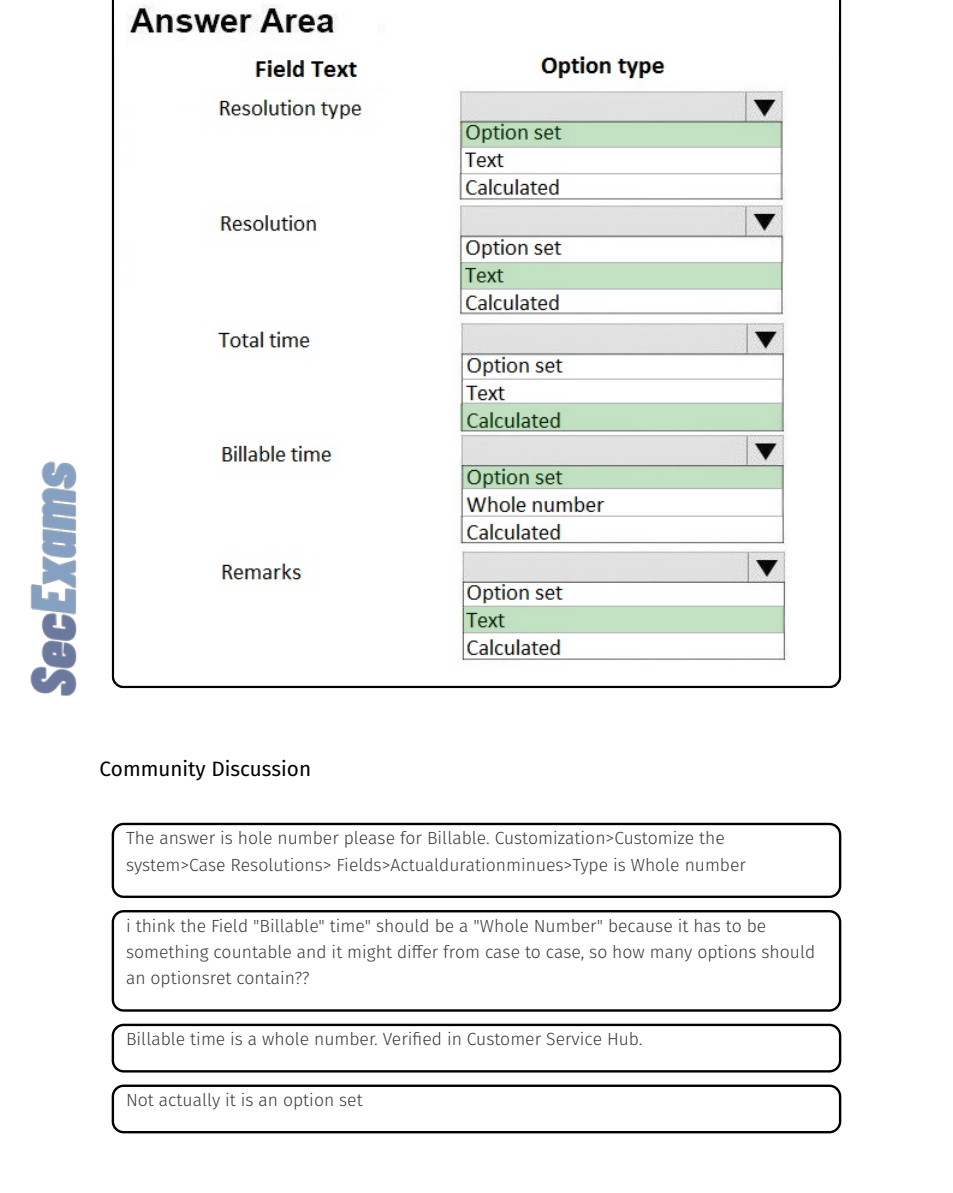 Answer Area
Field Text Option type
Resolution type
Option set
Text
Calculated
Resolution
Option set
Text
Calculated
Total time
Option set
Text
Calculated
Billable time
Option set
Whole number
Calculated
Remarks
Option set
Text
Calculated
SecExams
Community Discussion
The answer is hole number please for Billable. Customization>Customize the
system>Case Resolutions> Fields>Actualdurationminues>Type is Whole number
i think the Field "Billable" time" should be a "Whole Number" because it has to be
something countable and it might differ from case to case, so how many options should
an optionsret contain??
Billable time is a whole number. Verified in Customer Service Hub.
Not actually it is an option set